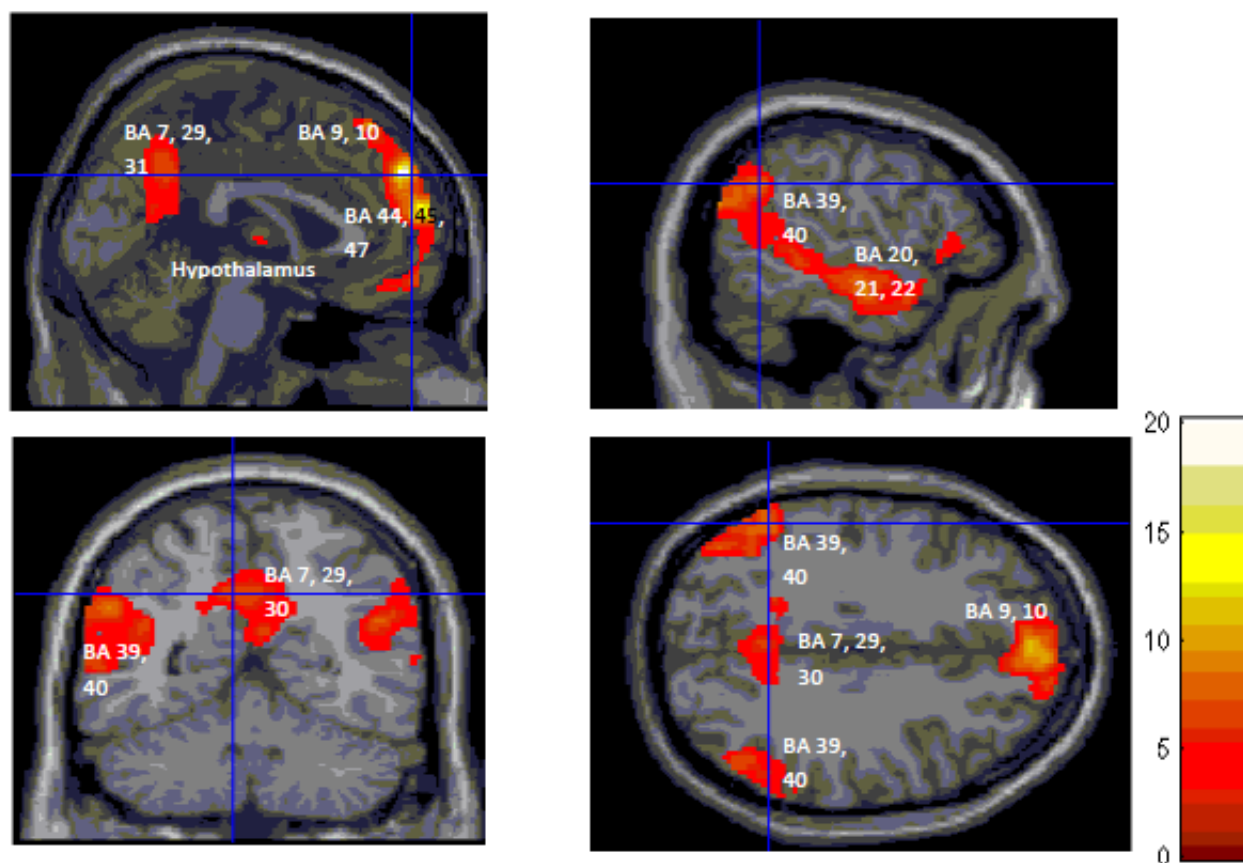 BA 7, 29,
31
BA 9, 10
BA 44, 45,
47
Hypothalamus
BA 39,
40
BA 20,
21, 22
BA 7, 29,
30
BA 39,
40
BA 39,
40
BA 9, 10
BA 7, 29,
30
BA 39,
40
20
15
10
5
0